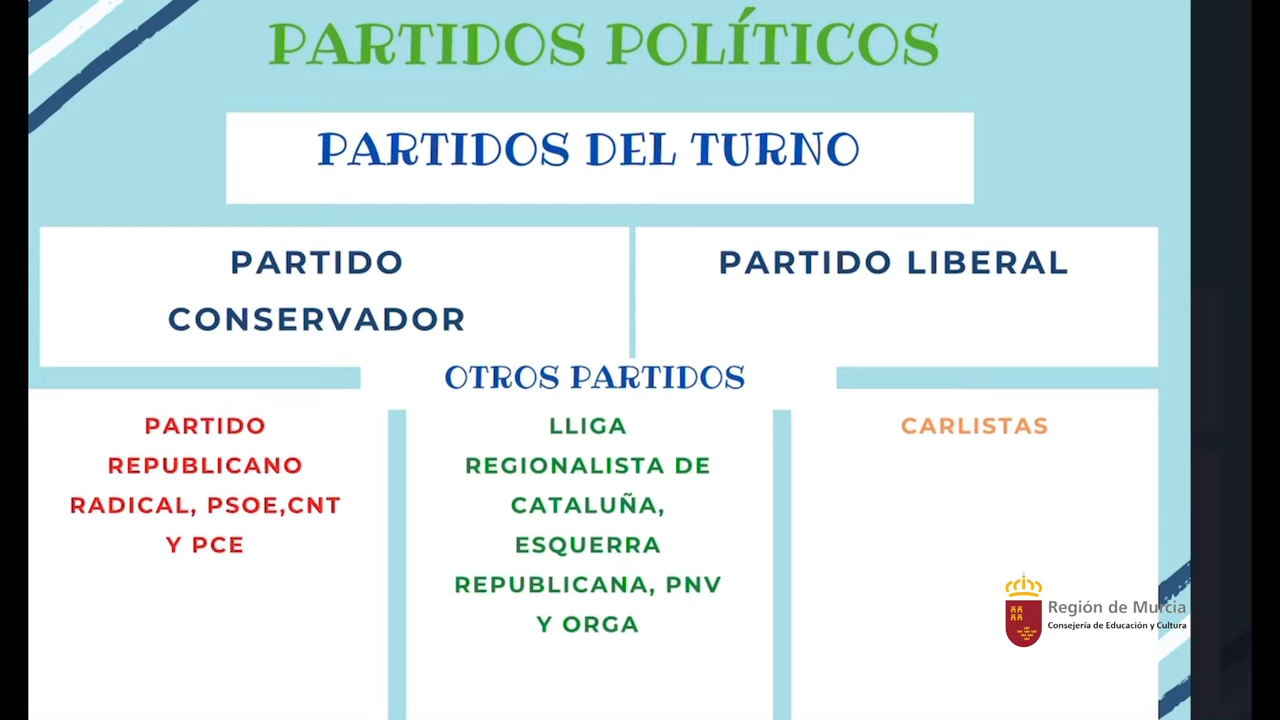 PARTIDOS POLÍTICOS
PARTIDOS DEL TURNO
PARTIDO
CONSERVADOR
PARTIDO LIBERAL
OTROS PARTIDOS
PARTIDO
REPUBLICANO
RADICAL, PSOE,CNT
Y PCE
LLIGA
REGIONALISTA DE
CATALUÑA,
ESQUERRA
REPUBLICANA, PNV
Y ORGA
CARLISTAS
Región de Murcia
Consejería de Educación y Cultura